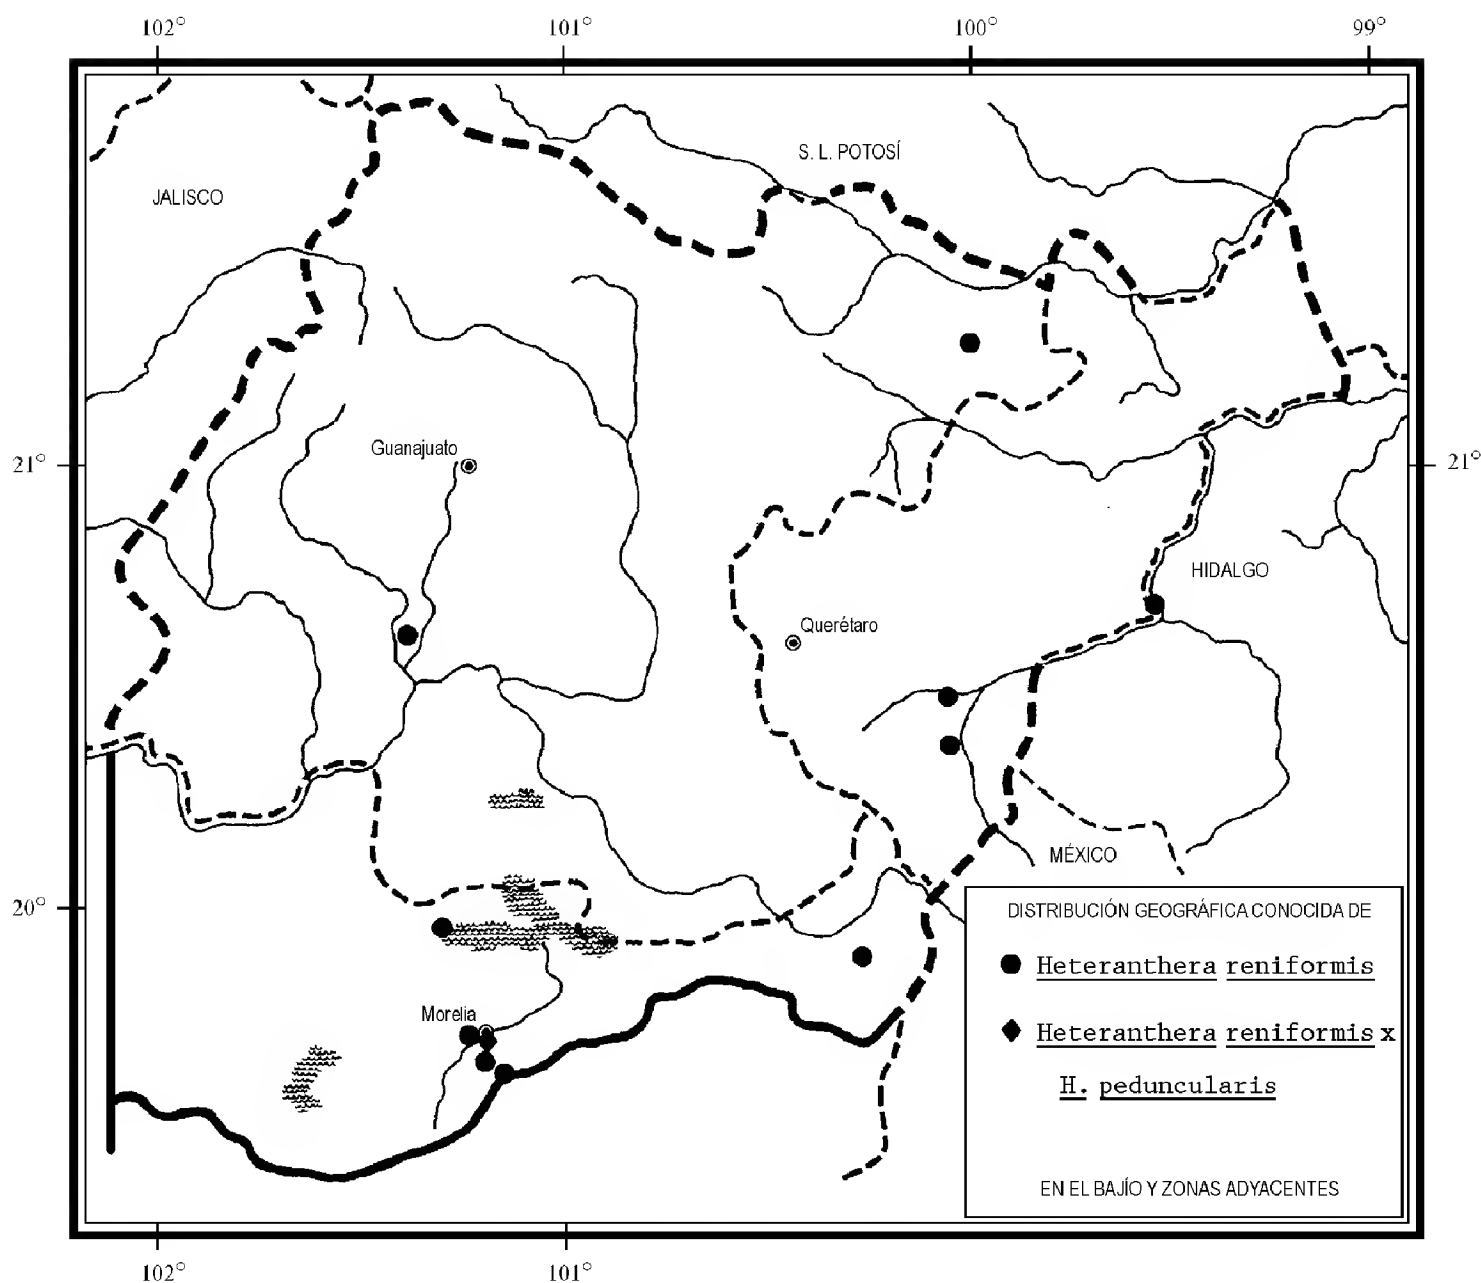 102° 101° 100° 99°
S. L. POTOSÍ
JALISCO
Guanajuato
21° 21°
HIDALGO
Querétaro
MÉXICO
20°
DISTRIBUCIÓN GEOGRÁFICA CONOCIDA DE
Heteranthera reniformis
Morelia
Heteranthera reniformis x
H. peduncularis
EN EL BAJÍO Y ZONAS ADYACENTES
102° 101°